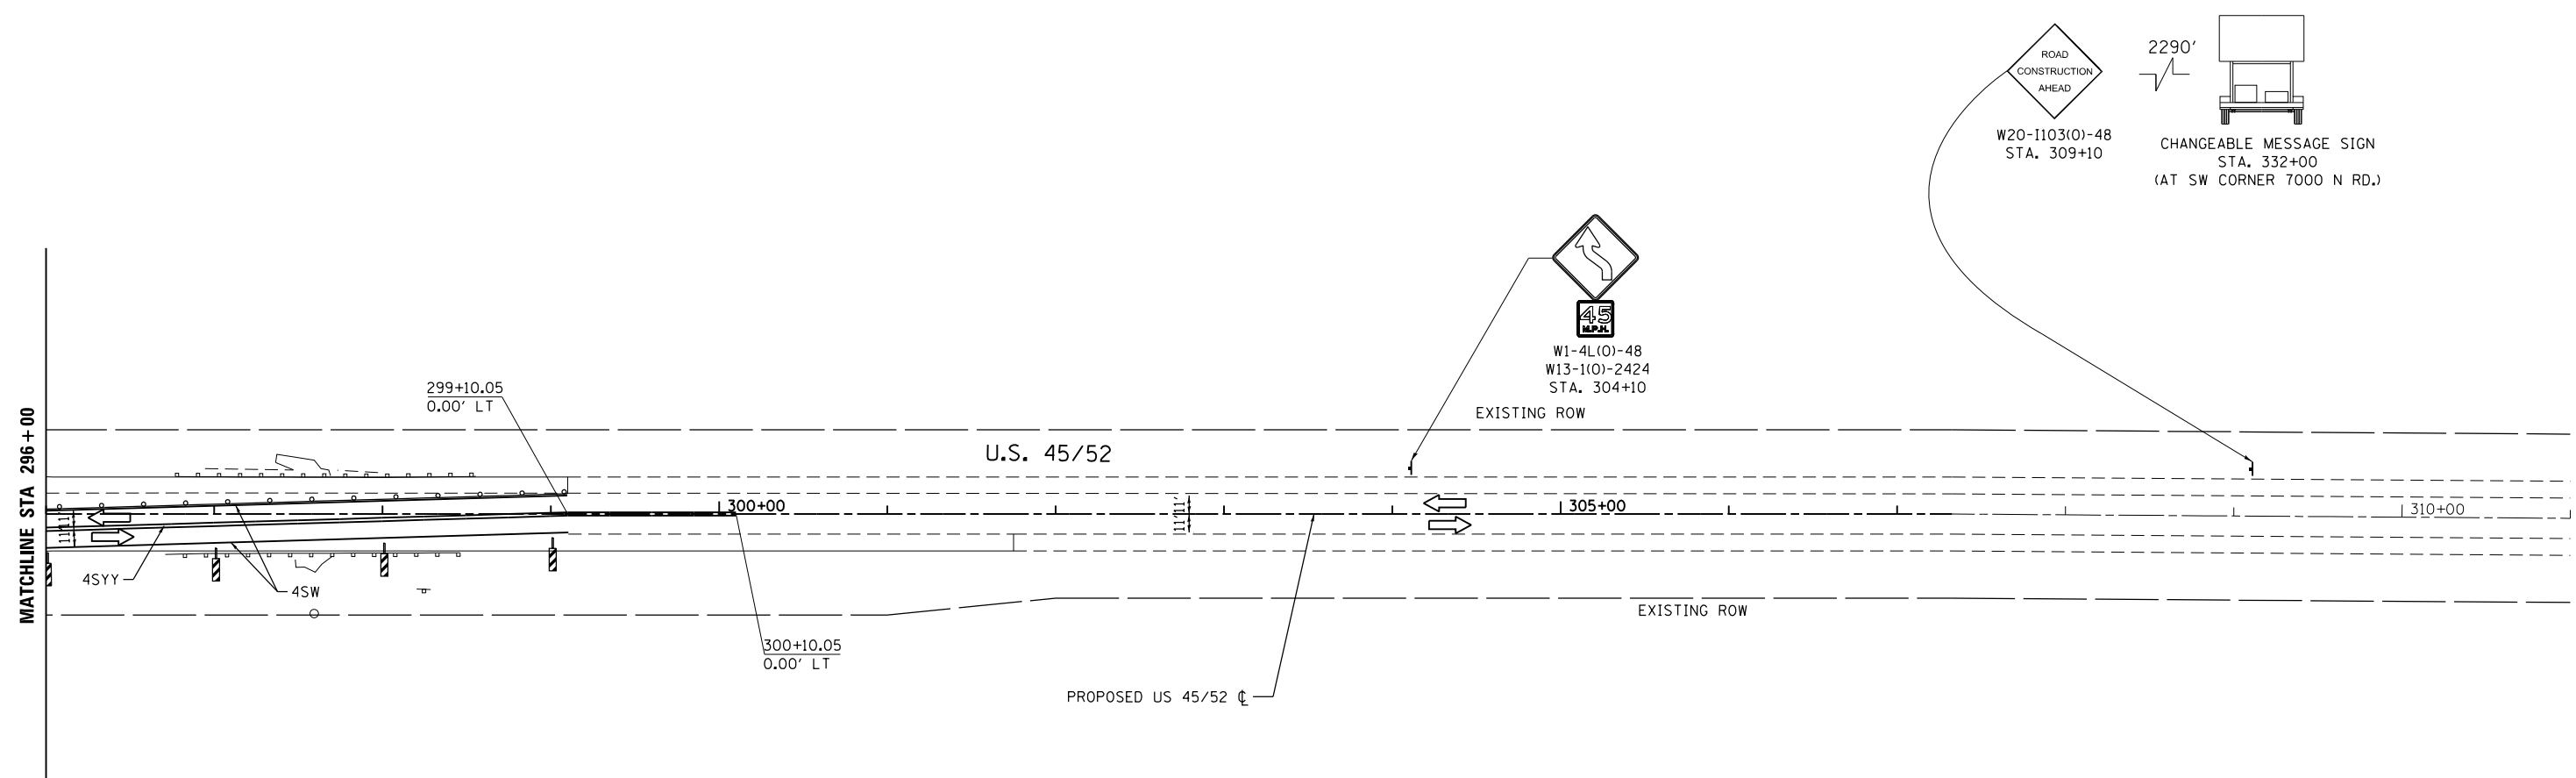 ROAD
CONSTRUCTION
AHEAD
W20-I103(O)-48
STA. 309+10
2290'
CHANGEABLE MESSAGE SIGN
STA. 332+00
(AT SW CORNER 7000 N RD.)
45
M.P.H.
W1-4L(O)-48
W13-1(O)-2424
STA. 304+10
EXISTING ROW
299+10.05
0.00' LT
U.S. 45/52
MATCHLINE STA 296+00
11'
11'
300+00
11'
11'
305+00
310+00
4SYY
4SW
EXISTING ROW
300+10.05
0.00' LT
PROPOSED US 45/52 ℄